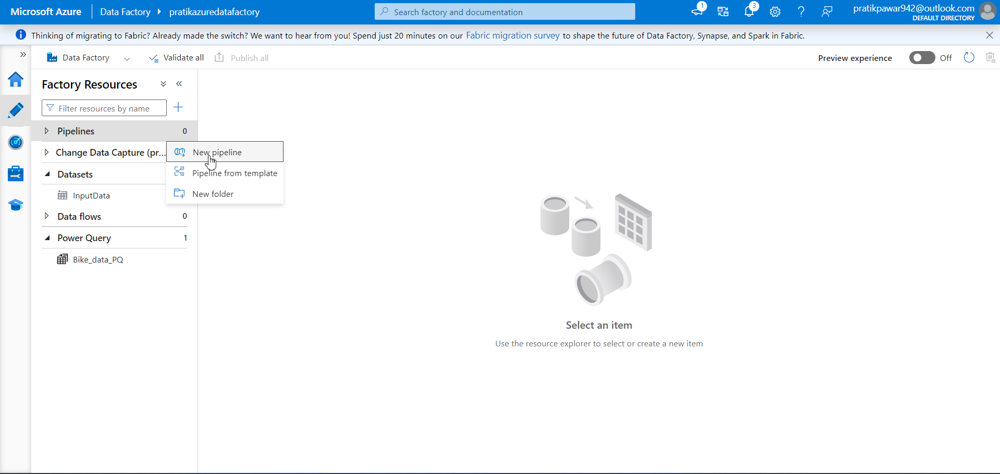 Microsoft Azure
Data Factory
pratikazuredatafactory
Search factory and documentation
1
3
pratikpawar942@outlook.com
DEFAULT DIRECTORY
Thinking of migrating to Fabric? Already made the switch? We want to hear from you! Spend just 20 minutes on our Fabric migration survey to shape the future of Data Factory, Synapse, and Spark in Fabric.
Data Factory
Validate all
Publish all
Preview experience
Off
Factory Resources
Filter resources by name
Pipelines 0
Change Data Capture (pr...
New pipeline
Pipeline from template
New folder
Datasets
InputData
Data flows 0
Power Query 1
Bike_data_PQ
Select an item
Use the resource explorer to select or create a new item